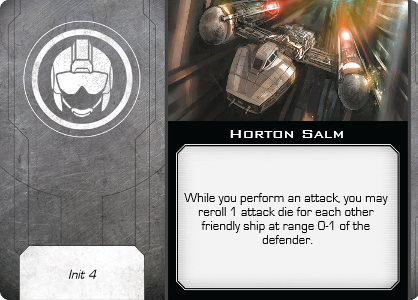 Horton Salm
While you perform an attack, you may
reroll 1 attack die for each other
friendly ship at range 0-1 of the
defender.
Init 4